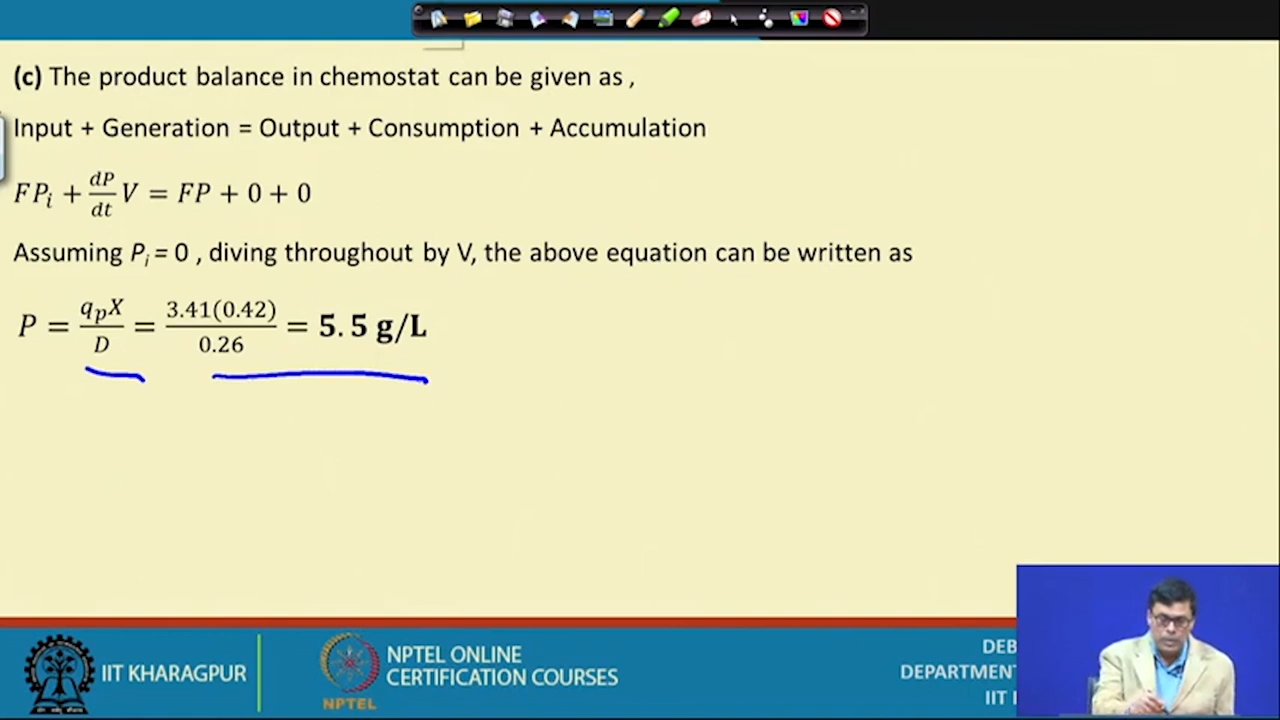 (c) The product balance in chemostat can be given as ,
Input + Generation = Output + Consumption + Accumulation
FP_i + dP/dt V = FP + 0 + 0
Assuming P_i = 0 , diving throughout by V, the above equation can be written as
P = q_pX/D = 3.41(0.42)/0.26 = 5.5 g/L
IIT KHARAGPUR
NPTEL
NPTEL ONLINE
CERTIFICATION COURSES
DEB
DEPARTMENT
IIT